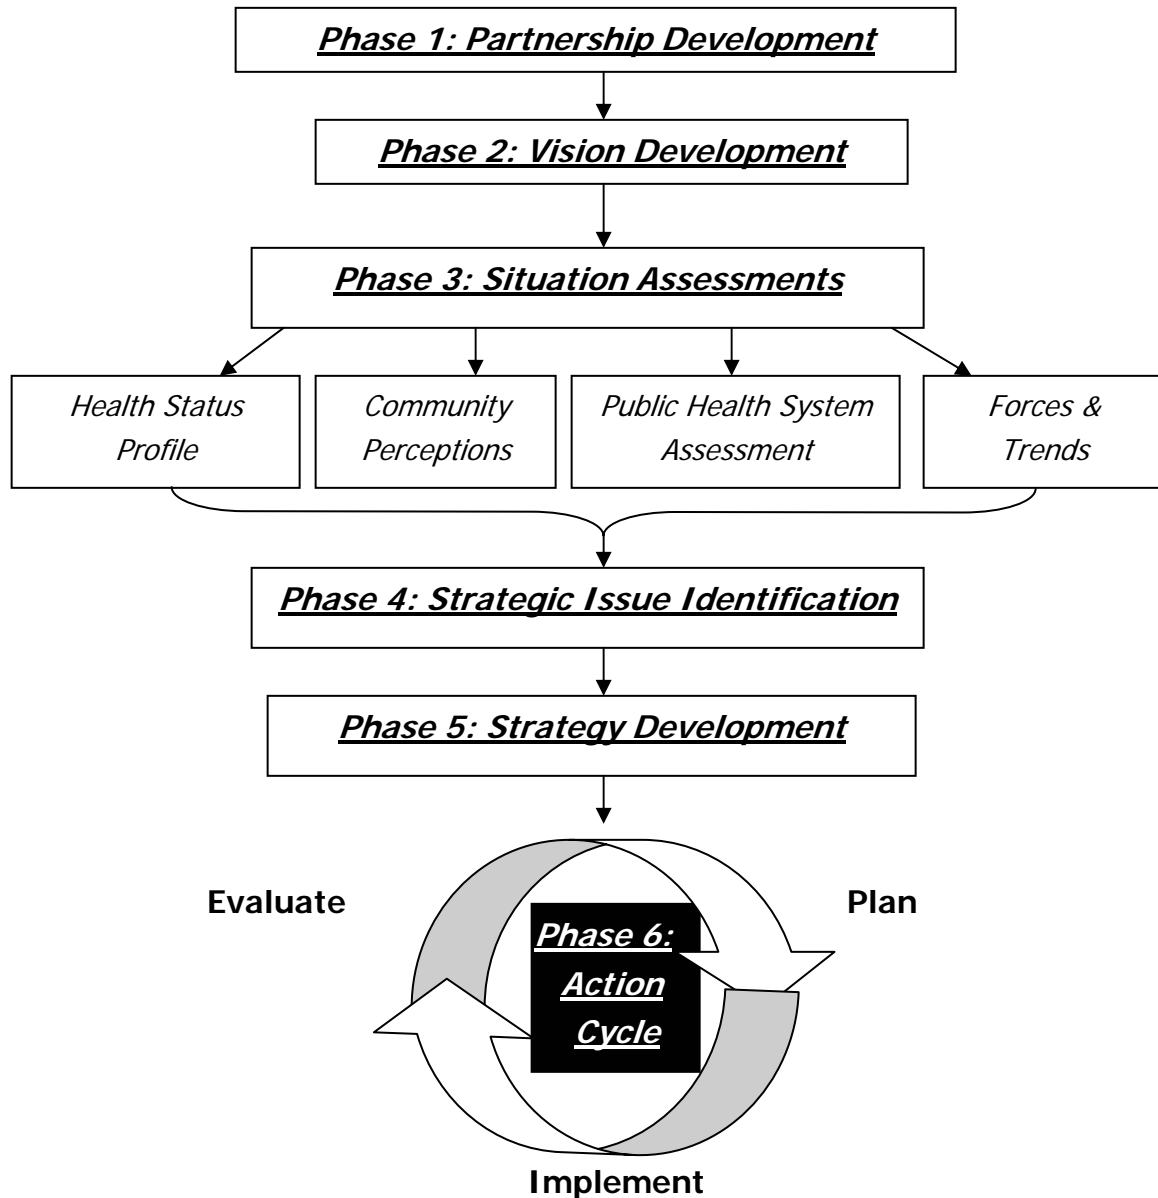 Phase 1: Partnership Development
Phase 2: Vision Development
Phase 3: Situation Assessments
Health Status
Profile
Community
Perceptions
Public Health System
Assessment
Forces &
Trends
Phase 4: Strategic Issue Identification
Phase 5: Strategy Development
Evaluate
Plan
Phase 6:
Action
Cycle
Implement